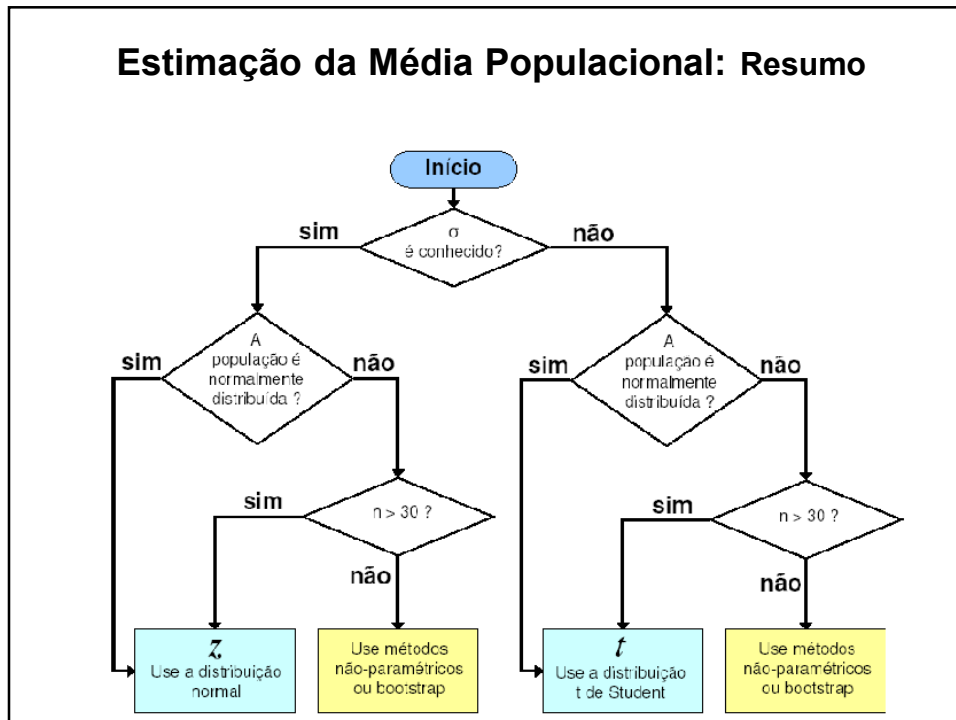 Estimação da Média Populacional: Resumo
Início
σ
é conhecido?
sim
não
A
população é
normalmente
distribuída ?
sim
não
A
população é
normalmente
distribuída ?
sim
não
n > 30 ?
sim
não
n > 30 ?
sim
não
z
Use a distribuição
normal
Use métodos
não-paramétricos
ou bootstrap
t
Use a distribuição
t de Student
Use métodos
não-paramétricos
ou bootstrap